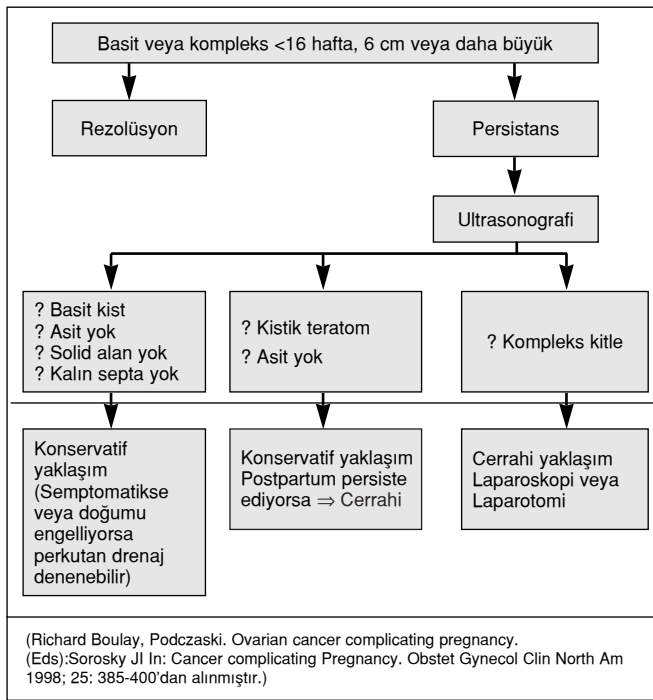 Basit veya kompleks <16 hafta, 6 cm veya daha büyük
Rezolüsyon
Persistans
Ultrasonografi
? Basit kist
? Asit yok
? Solid alan yok
? Kalın septa yok
? Kistik teratom
? Asit yok
? Kompleks kitle
Konservatif
yaklaşım
(Semptomatikse
veya doğumu
engelliyorsa
perkutan drenaj
denenebilir)
Konservatif yaklaşım
Postpartum persiste
ediyorsa ⇒ Cerrahi
Cerrahi yaklaşım
Laparoskopi veya
Laparotomi
(Richard Boulay, Podczaski. Ovarian cancer complicating pregnancy.
(Eds):Sorosky JI In: Cancer complicating Pregnancy. Obstet Gynecol Clin North Am
1998; 25: 385-400'dan alınmıştır.)